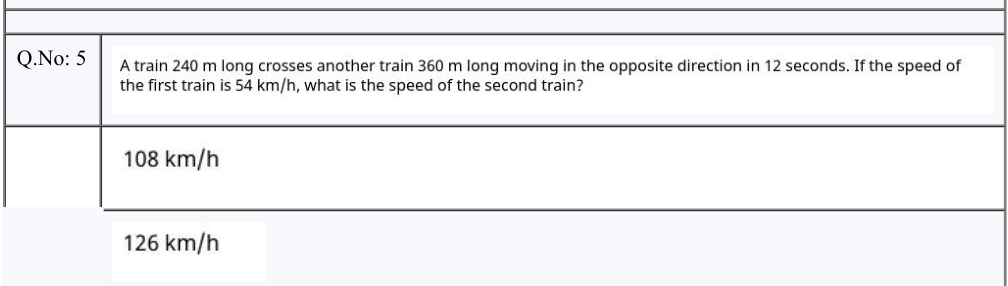 Q.No: 5
A train 240 m long crosses another train 360 m long moving in the opposite direction in 12 seconds. If the speed of
the first train is 54 km/h, what is the speed of the second train?
108 km/h
126 km/h